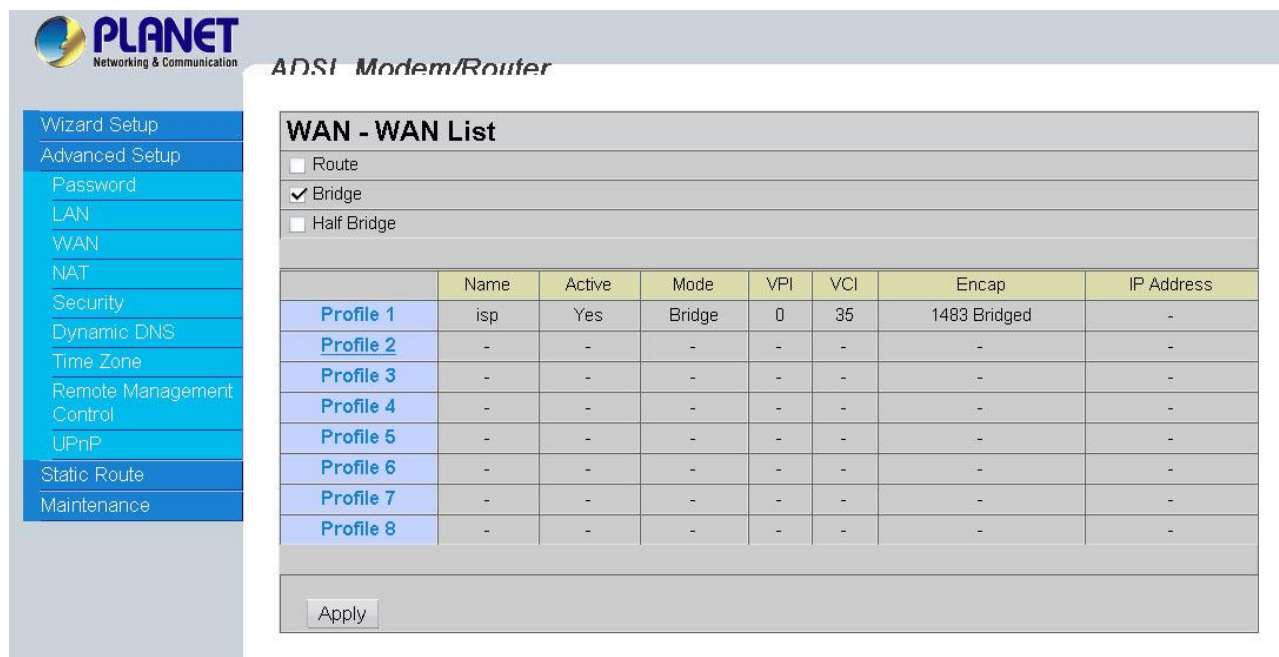 PLANET
Networking & Communication
ADSL Modem/Router
Wizard Setup
Advanced Setup
Password
LAN
WAN
NAT
Security
Dynamic DNS
Time Zone
Remote Management
Control
UPnP
Static Route
Maintenance
WAN - WAN List
Route
Bridge
Half Bridge
Name Active Mode VPI VCI Encap IP Address
Profile 1 isp Yes Bridge 0 35 1483 Bridged -
Profile 2 - - - - - - -
Profile 3 - - - - - - -
Profile 4 - - - - - - -
Profile 5 - - - - - - -
Profile 6 - - - - - - -
Profile 7 - - - - - - -
Profile 8 - - - - - - -
Apply